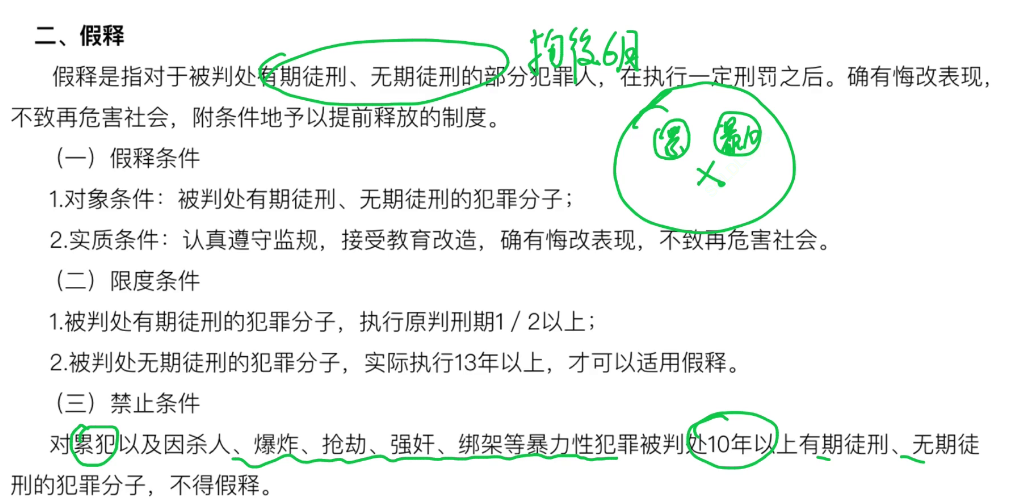 二、假释
假释是指对于被判处有期徒刑、无期徒刑的部分犯罪人，在执行一定刑罚之后。确有悔改表现，
不致再危害社会，附条件地予以提前释放的制度。
（一）假释条件
1.对象条件：被判处有期徒刑、无期徒刑的犯罪分子；
2.实质条件：认真遵守监规，接受教育改造，确有悔改表现，不致再危害社会。
（二）限度条件
1.被判处有期徒刑的犯罪分子，执行原判刑期1／2以上；
2.被判处无期徒刑的犯罪分子，实际执行13年以上，才可以适用假释。
（三）禁止条件
对累犯以及因杀人、爆炸、抢劫、强奸、绑架等暴力性犯罪被判处10年以上有期徒刑、无期徒
刑的犯罪分子，不得假释。
累
暴10